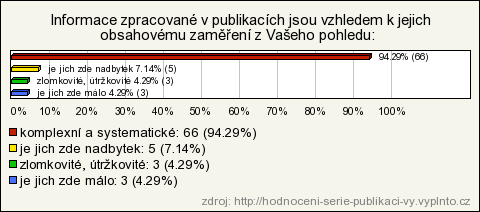 Informace zpracované v publikacích jsou vzhledem k jejich
obsahovému zaměření z Vašeho pohledu:
94.29% (66)
je jich zde nadbytek 7.14% (5)
zlomkovité, útržkovité 4.29% (3)
je jich zde málo 4.29% (3)
0% 10% 20% 30% 40% 50% 60% 70% 80% 90% 100%
komplexní a systematické: 66 (94.29%)
je jich zde nadbytek: 5 (7.14%)
zlomkovité, útržkovité: 3 (4.29%)
je jich zde málo: 3 (4.29%)
zdroj: http://hodnoceni-serie-publikaci-vy.vyplnto.cz